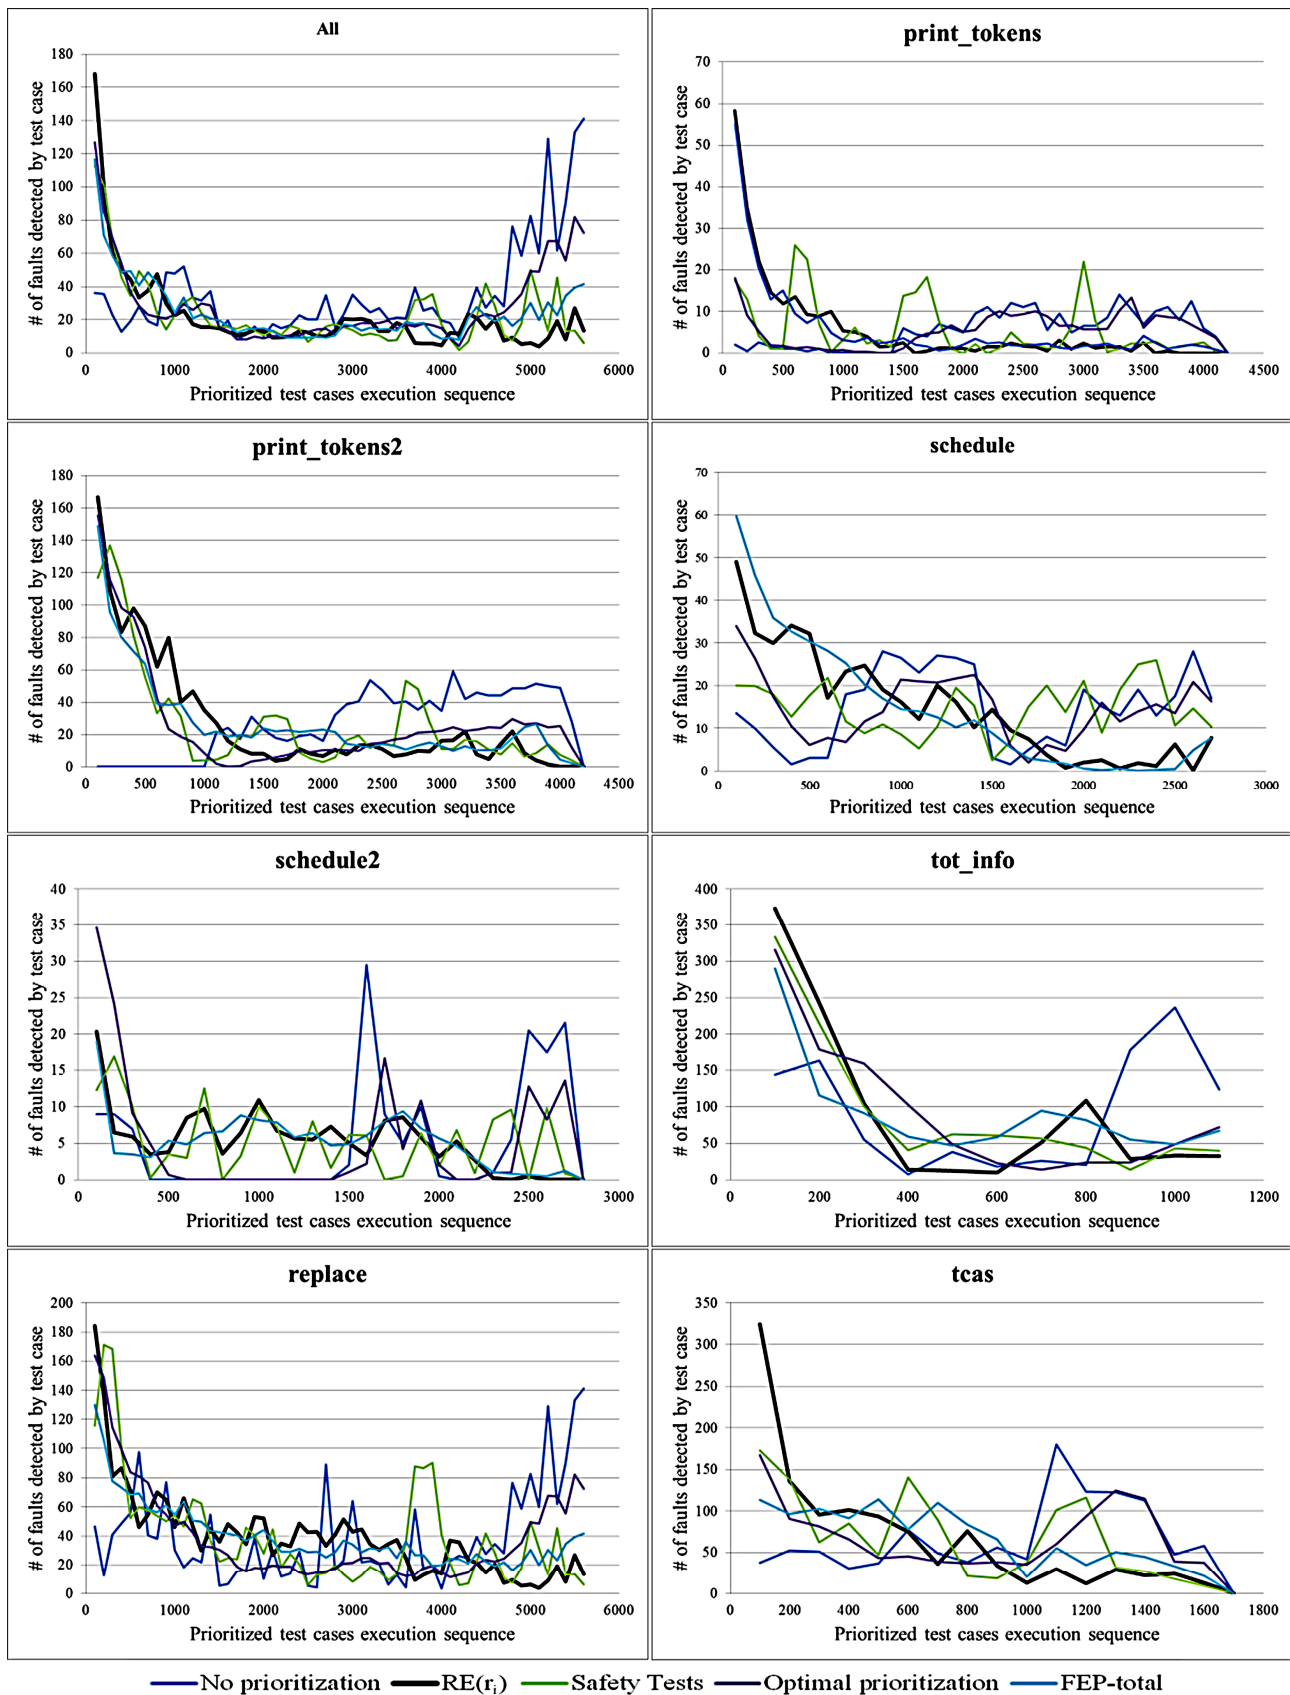 All
# of faults detected by test case
180
160
140
120
100
80
60
40
20
0
0 1000 2000 3000 4000 5000 6000
Prioritized test cases execution sequence
print_tokens
# of faults detected by test case
70
60
50
40
30
20
10
0
0 500 1000 1500 2000 2500 3000 3500 4000 4500
Prioritized test cases execution sequence
print_tokens2
# of faults detected by test case
180
160
140
120
100
80
60
40
20
0
0 500 1000 1500 2000 2500 3000 3500 4000 4500
Prioritized test cases execution sequence
schedule
# of faults detected by test case
70
60
50
40
30
20
10
0
0 500 1000 1500 2000 2500 3000
Prioritized test cases execution sequence
schedule2
# of faults detected by test case
40
35
30
25
20
15
10
5
0
0 500 1000 1500 2000 2500 3000
Prioritized test cases execution sequence
tot_info
# of faults detected by test case
400
350
300
250
200
150
100
50
0
0 200 400 600 800 1000 1200
Prioritized test cases execution sequence
replace
# of faults detected by test case
200
180
160
140
120
100
80
60
40
20
0
0 1000 2000 3000 4000 5000 6000
Prioritized test cases execution sequence
tcas
# of faults detected by test case
350
300
250
200
150
100
50
0
0 200 400 600 800 1000 1200 1400 1600 1800
Prioritized test cases execution sequence
No prioritization RE(ri) Safety Tests Optimal prioritization FEP-total